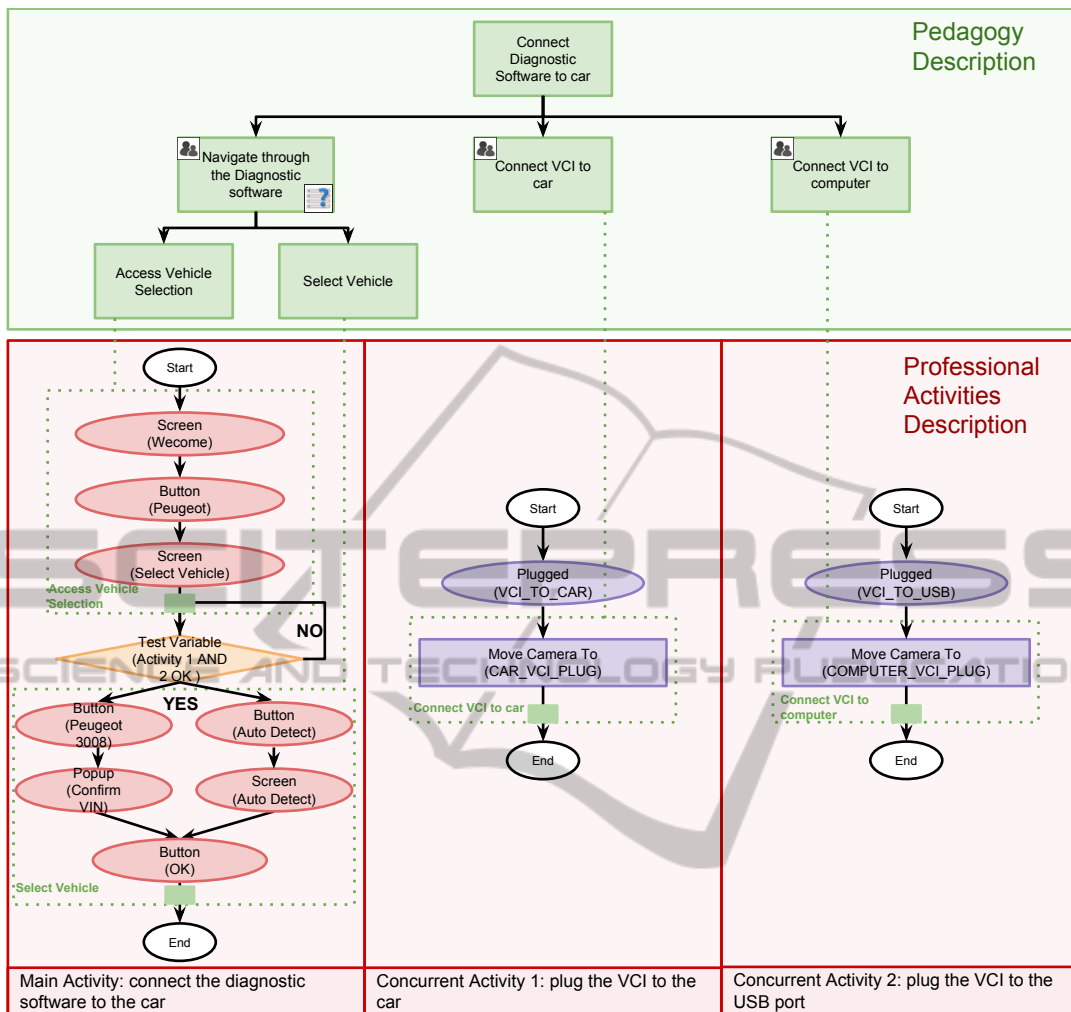 Pedagogy
Description
Connect
Diagnostic
Software to car
Navigate through
the Diagnostic
software
Connect VCI to
car
Connect VCI to
computer
Access Vehicle
Selection
Select Vehicle
Professional
Activities
Description
Start
Screen
(Wecome)
Button
(Peugeot)
Screen
(Select Vehicle)
Access Vehicle
Selection
NO
Test Variable
(Activity 1 AND
2 OK )
YES
Button
(Peugeot
3008)
Button
(Auto Detect)
Popup
(Confirm
VIN)
Screen
(Auto Detect)
Button
(OK)
Select Vehicle
End
Start
Plugged
(VCI_TO_CAR)
Move Camera To
(CAR_VCI_PLUG)
Connect VCI to car
End
Start
Plugged
(VCI_TO_USB)
Move Camera To
(COMPUTER_VCI_PLUG)
Connect VCI to
computer
End
SCITEPRESS
SCIENCE AND TECHNOLOGY PUBLICATIONS
Main Activity: connect the diagnostic
software to the car
Concurrent Activity 1: plug the VCI to the
car
Concurrent Activity 2: plug the VCI to the
USB port